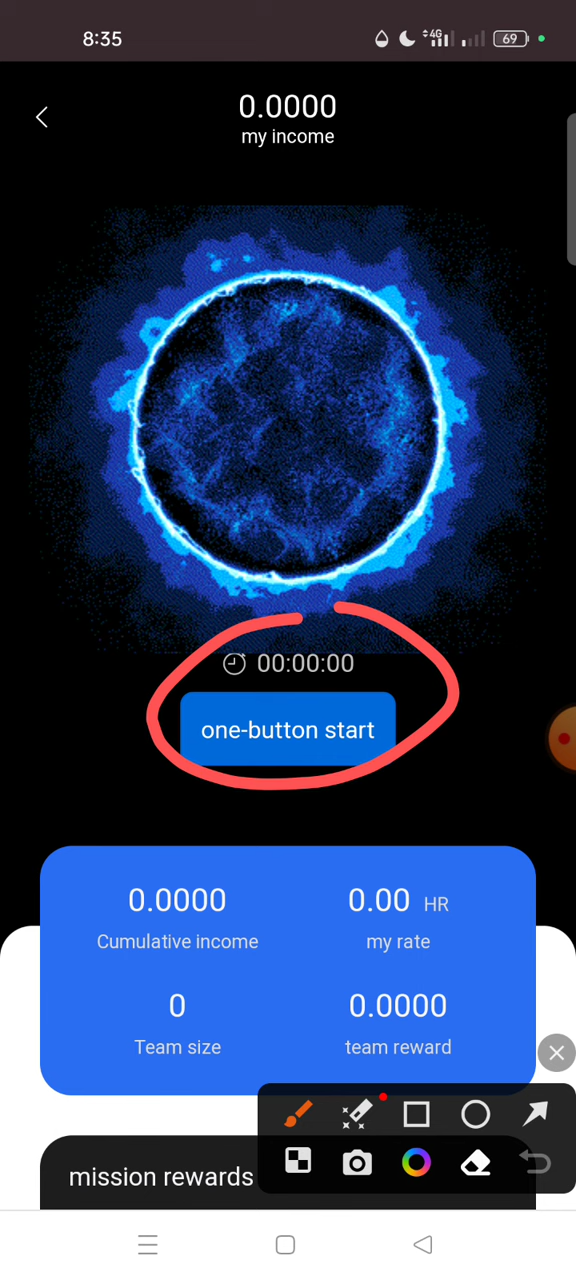 8:35
4G
69
0.0000
my income
00:00:00
one-button start
0.0000
0.00 HR
Cumulative income
my rate
0
0.0000
Team size
team reward
mission rewards